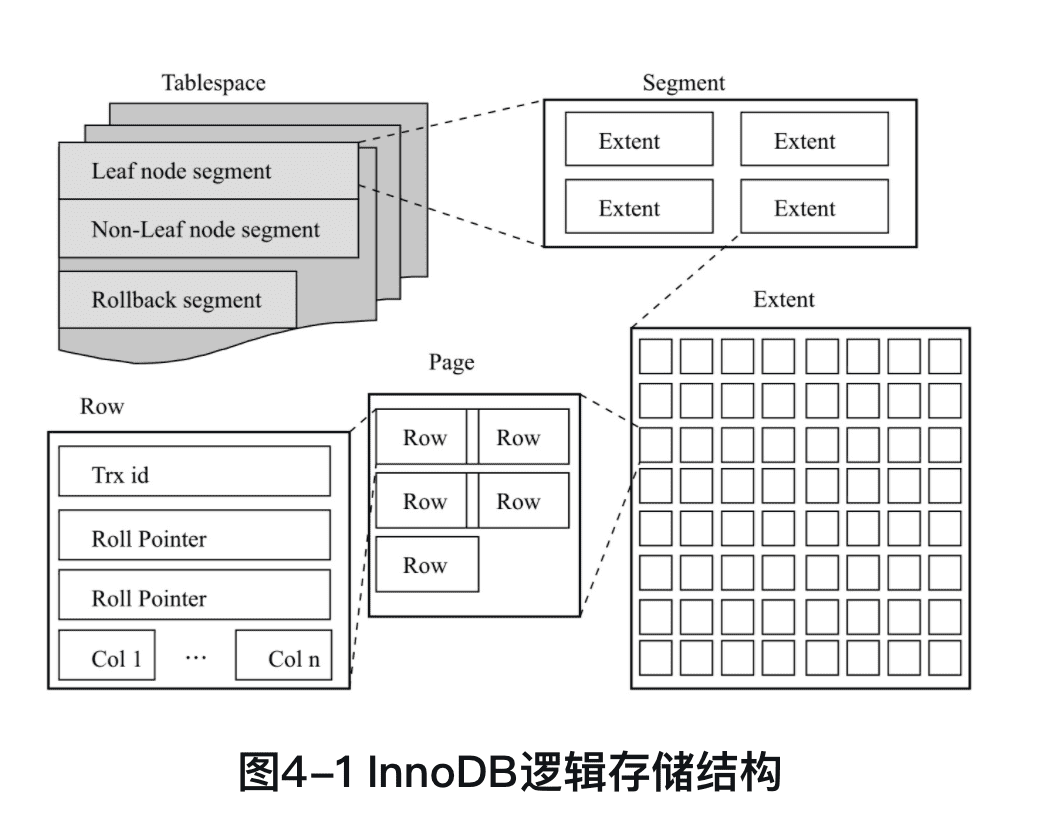 Tablespace
Leaf node segment
Non-Leaf node segment
Rollback segment
Segment
Extent
Extent
Extent
Extent
Extent
Page
Row
Row
Row
Row
Row
Row
Trx id
Roll Pointer
Roll Pointer
Col 1
...
Col n
图4-1 InnoDB逻辑存储结构